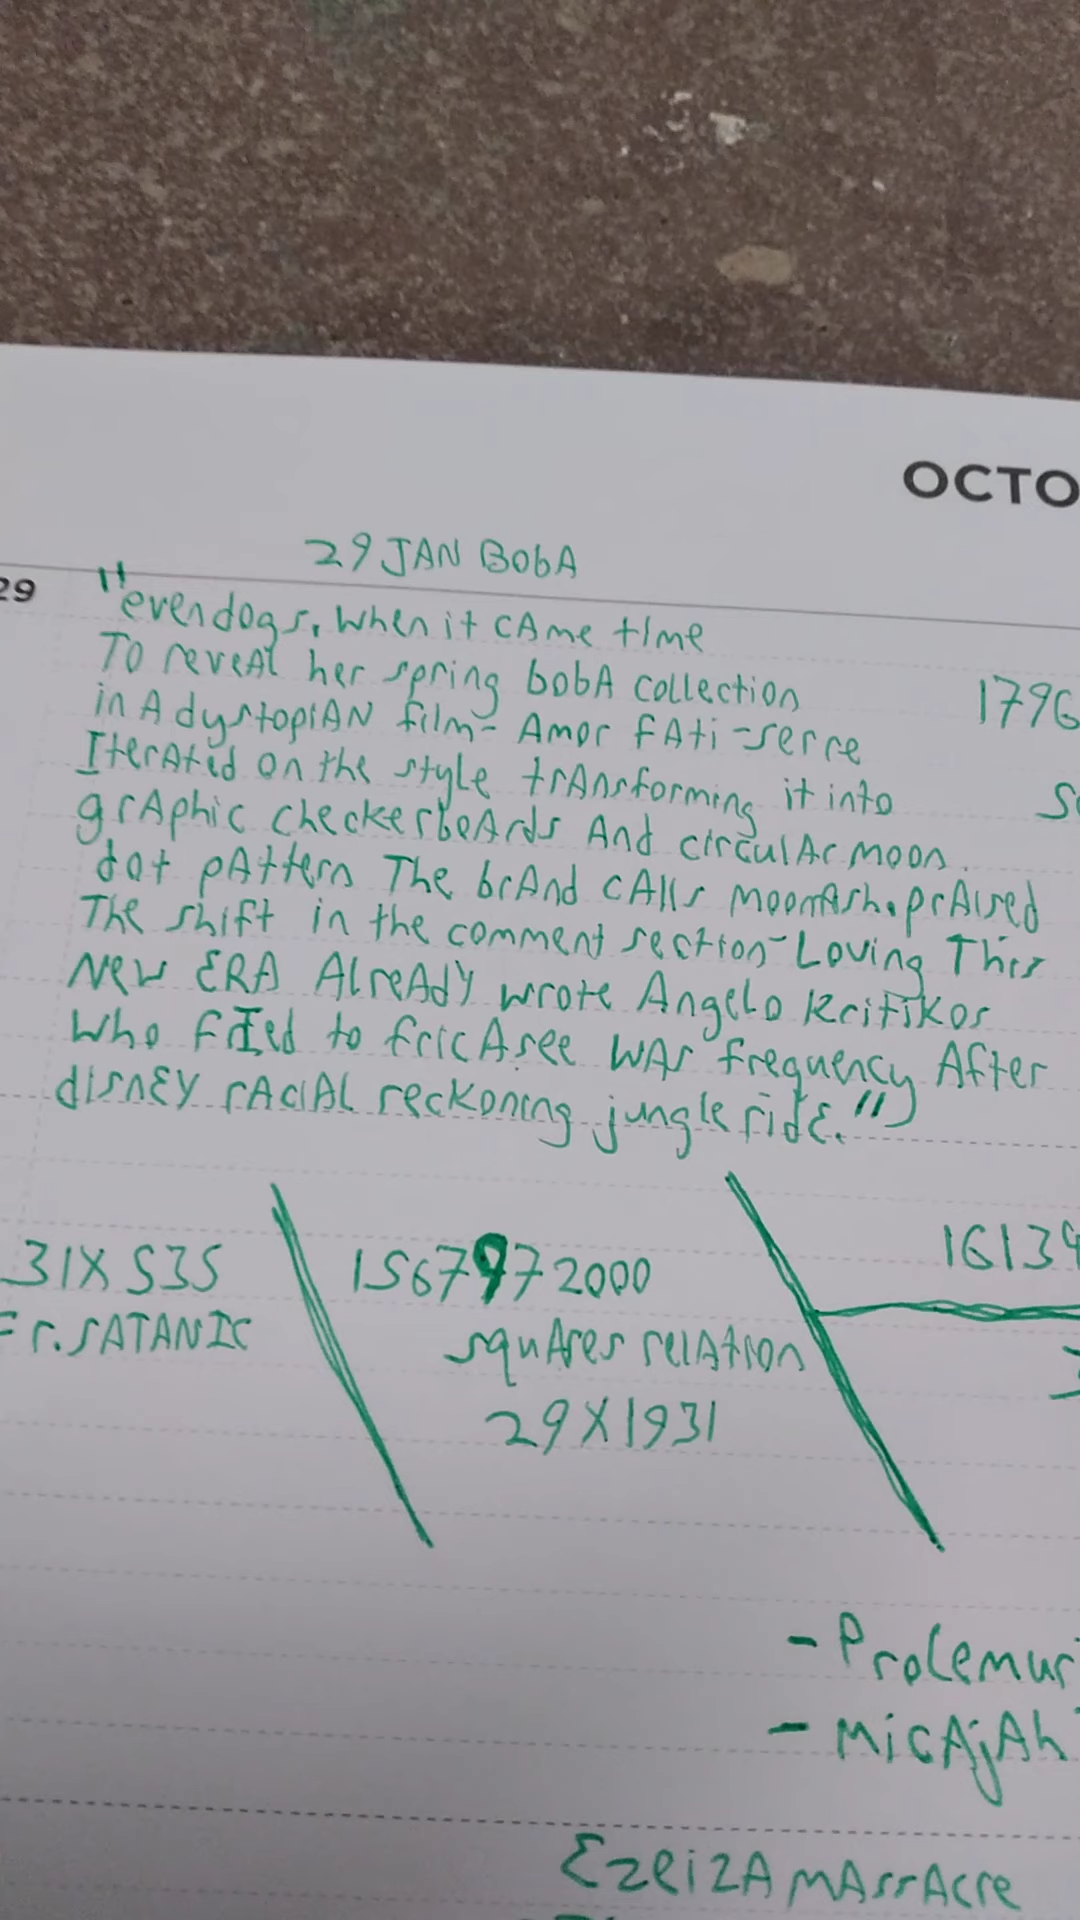 OCTO
29 JAN BobA
29
"evendogs, when it cAme tIme
To reveAl her spring bobA collection
in A dystopiAN film- Amor fAti -serre
IterAted on the style trAnsforming it into
grAphic checkerboArds And circulAr moon.
dot pAttern The brAnd cAlls moonfish. prAised
The shift in the comment section- Loving This
New ERA AlreAdy wrote Angelo Kritikos
who frIed to fricAsee wAs frequency After
disnEy rAciAL reckoning jungle ride.")
1796
31X535
= r.SATANIC
1567972000
squAres relAtion
29X1931
16139
- Prolemur
- MicAjAh
EzeizA mAssAcre